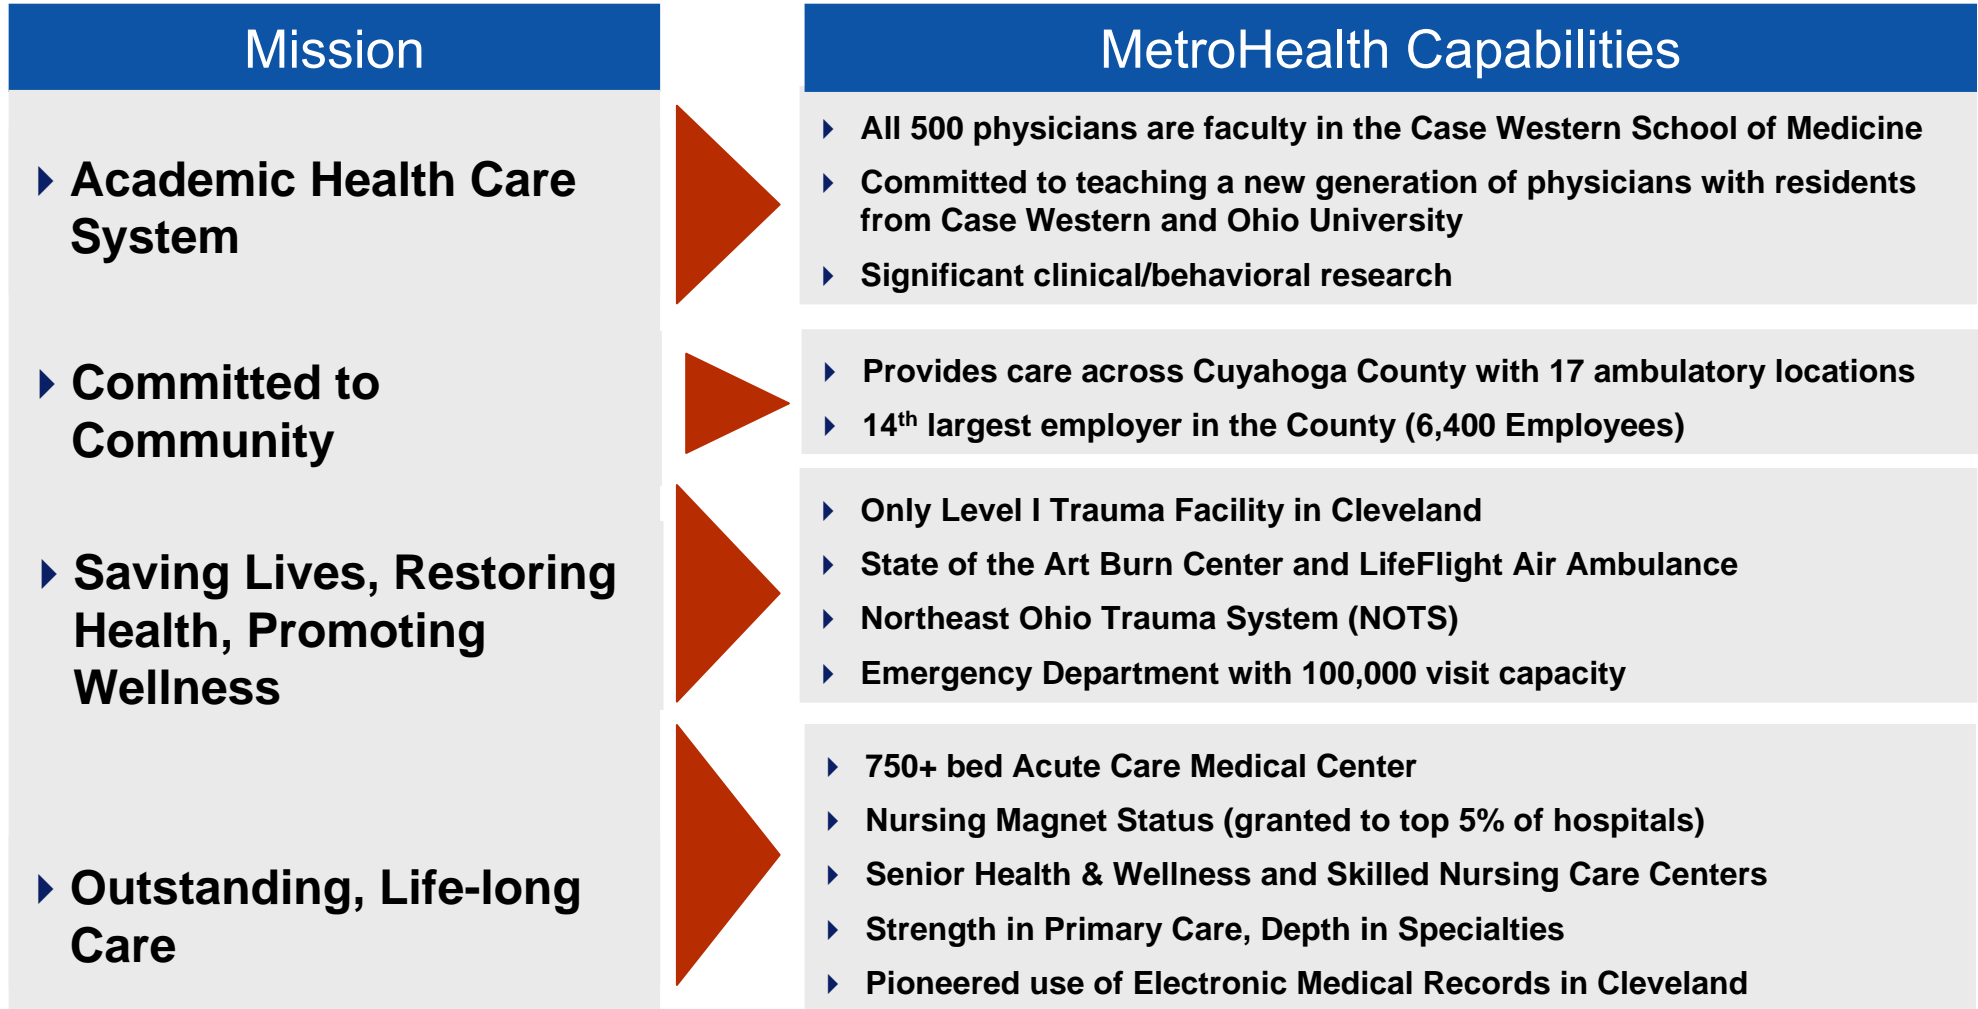 Mission
Academic Health Care
System
Committed to
Community
Saving Lives, Restoring
Health, Promoting
Wellness
Outstanding, Life-long
Care
MetroHealth Capabilities
All 500 physicians are faculty in the Case Western School of Medicine
Committed to teaching a new generation of physicians with residents
from Case Western and Ohio University
Significant clinical/behavioral research
Provides care across Cuyahoga County with 17 ambulatory locations
14th largest employer in the County (6,400 Employees)
Only Level I Trauma Facility in Cleveland
State of the Art Burn Center and LifeFlight Air Ambulance
Northeast Ohio Trauma System (NOTS)
Emergency Department with 100,000 visit capacity
750+ bed Acute Care Medical Center
Nursing Magnet Status (granted to top 5% of hospitals)
Senior Health & Wellness and Skilled Nursing Care Centers
Strength in Primary Care, Depth in Specialties
Pioneered use of Electronic Medical Records in Cleveland